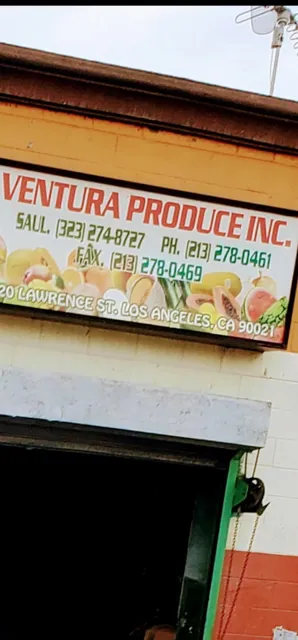 VENTURA PRODUCE INC.
SAUL. (323) 274-8727 PH. (213) 278-0461
FAX. (213) 278-0469
20 LAWRENCE ST. LOS ANGELES, CA 90021